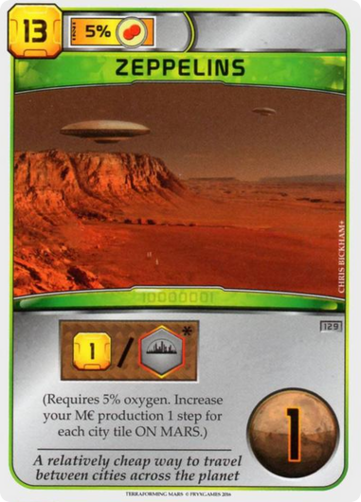 13
5%
ZEPPELINS
CHRIS BICKHAM
10000001
129
1 / *
(Requires 5% oxygen. Increase
your M€ production 1 step for
each city tile ON MARS.)
1
A relatively cheap way to travel
between cities across the planet
TERRAFORMING MARS © FRYXGAMES 2016